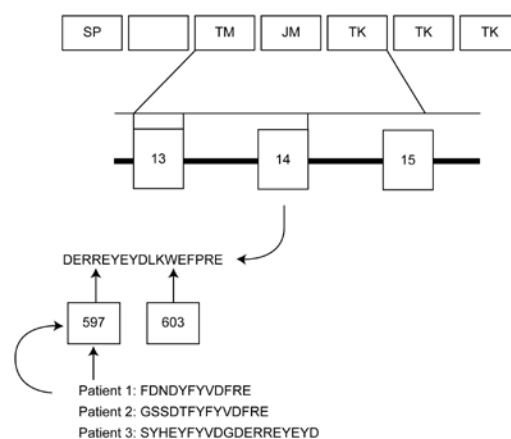 SP TM JM TK TK TK
13 14 15
DERREYEYDLKWEFPRE
597 603
Patient 1: FDNDYFYVDFRE
Patient 2: GSSDTFYFYVDFRE
Patient 3: SYHEYFYVDGDERREYEYD